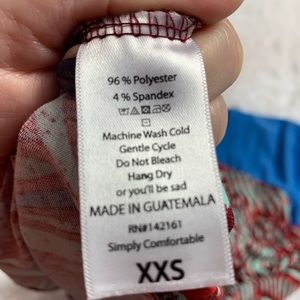 96% Polyester
4% Spandex
Machine Wash Cold
Gentle Cycle
Do Not Bleach
Hang Dry
or you'll be sad
MADE IN GUATEMALA
RN#142161
Simply Comfortable
XXS